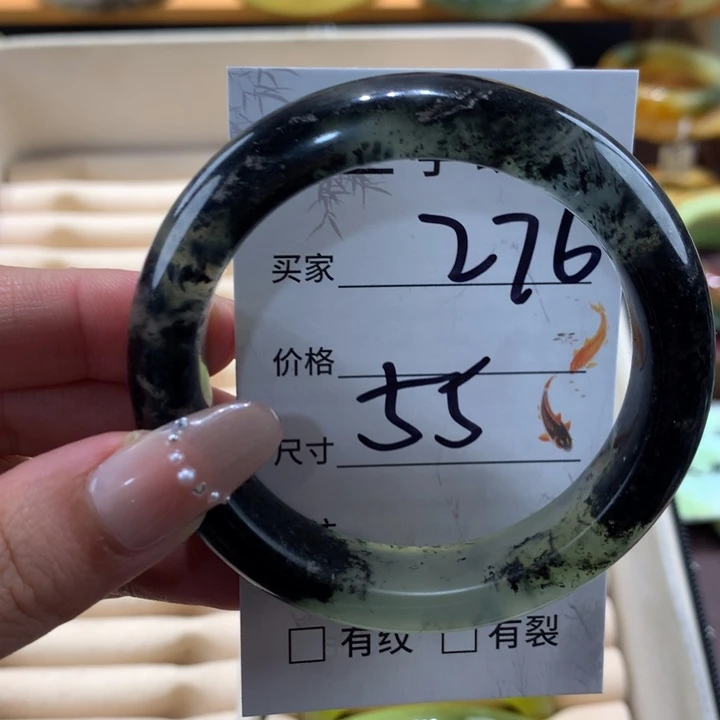 买家 276
价格
尺寸 55
有纹 有裂